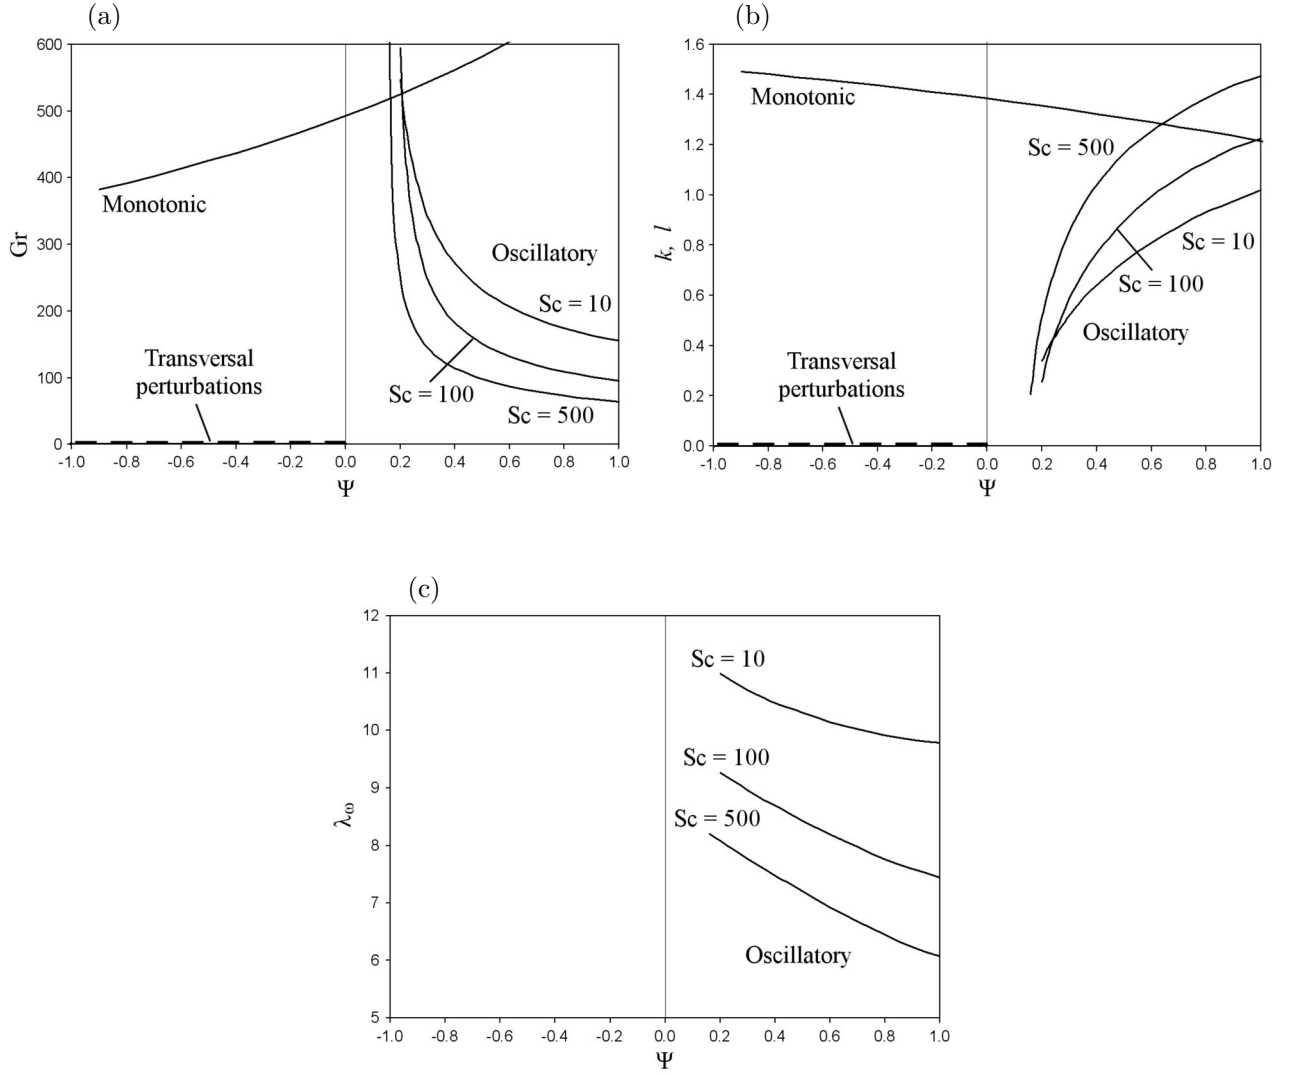 (a)
600
500
400
300
200
100
0
Gr
Monotonic
Oscillatory
Sc = 10
Sc = 100
Sc = 500
Transversal
perturbations
-1.0 -0.8 -0.6 -0.4 -0.2 0.0 0.2 0.4 0.6 0.8 1.0
Ψ
(b)
1.6
1.4
1.2
1.0
0.8
0.6
0.4
0.2
0.0
k, l
Monotonic
Sc = 500
Sc = 10
Sc = 100
Oscillatory
Transversal
perturbations
-1.0 -0.8 -0.6 -0.4 -0.2 0.0 0.2 0.4 0.6 0.8 1.0
Ψ
(c)
12
11
10
9
8
7
6
5
λω
Sc = 10
Sc = 100
Sc = 500
Oscillatory
-1.0 -0.8 -0.6 -0.4 -0.2 0.0 0.2 0.4 0.6 0.8 1.0
Ψ